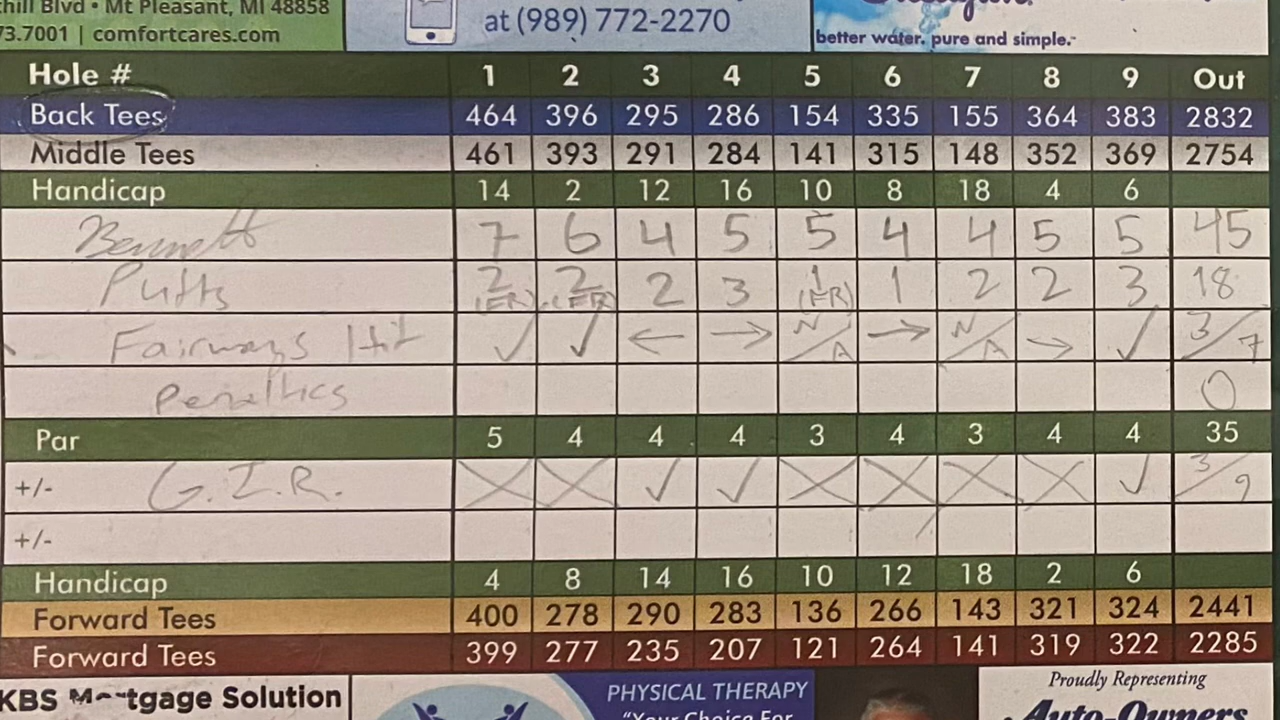 hill Blvd • Mt Pleasant, MI 48858
73.7001 | comfortcares.com
at (989) 772-2270
better water. pure and simple.
Hole # 1 2 3 4 5 6 7 8 9 Out
Back Tees 464 396 295 286 154 335 155 364 383 2832
Middle Tees 461 393 291 284 141 315 148 352 369 2754
Handicap 14 2 12 16 10 8 18 4 6
Bennett 7 6 4 5 5 4 4 5 5 45
Putts 2 (FR) 2 (FR) 2 3 1 (FR) 1 2 2 3 18
Fairways Hit ✓ ✓ ← → N/A → N/A → ✓ 3/7
Penalties 0
Par 5 4 4 4 3 4 3 4 4 35
+/- G.I.R. X X ✓ ✓ X X X X ✓ 3/9
+/-
Handicap 4 8 14 16 10 12 18 2 6
Forward Tees 400 278 290 283 136 266 143 321 324 2441
Forward Tees 399 277 235 207 121 264 141 319 322 2285
KBS Mortgage Solution
PHYSICAL THERAPY
"Your Choice For
Proudly Representing
Auto-Owners